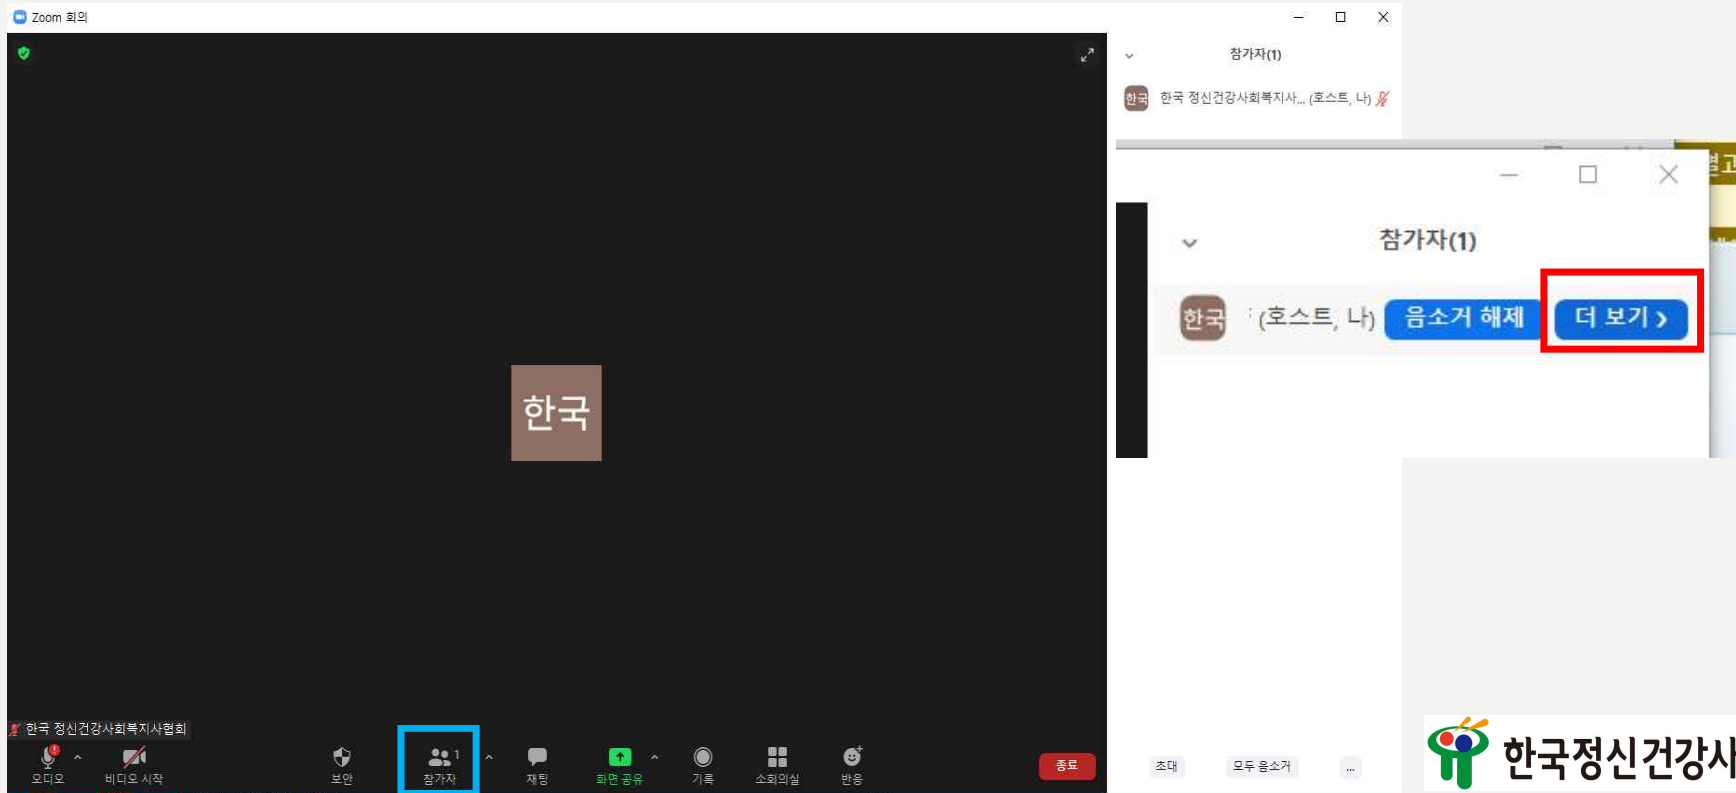 Zoom 회의
참가자(1)
한국
한국 정신건강사회복지사... (호스트, 나)
참가자(1)
한국
(호스트, 나)
음소거 해제
더 보기 >
한국
한국 정신건강사회복지사협회
오디오
비디오 시작
보안
1
참가자
채팅
화면 공유
기록
소회의실
반응
종료
초대
모두 음소거
...
한국정신건강사